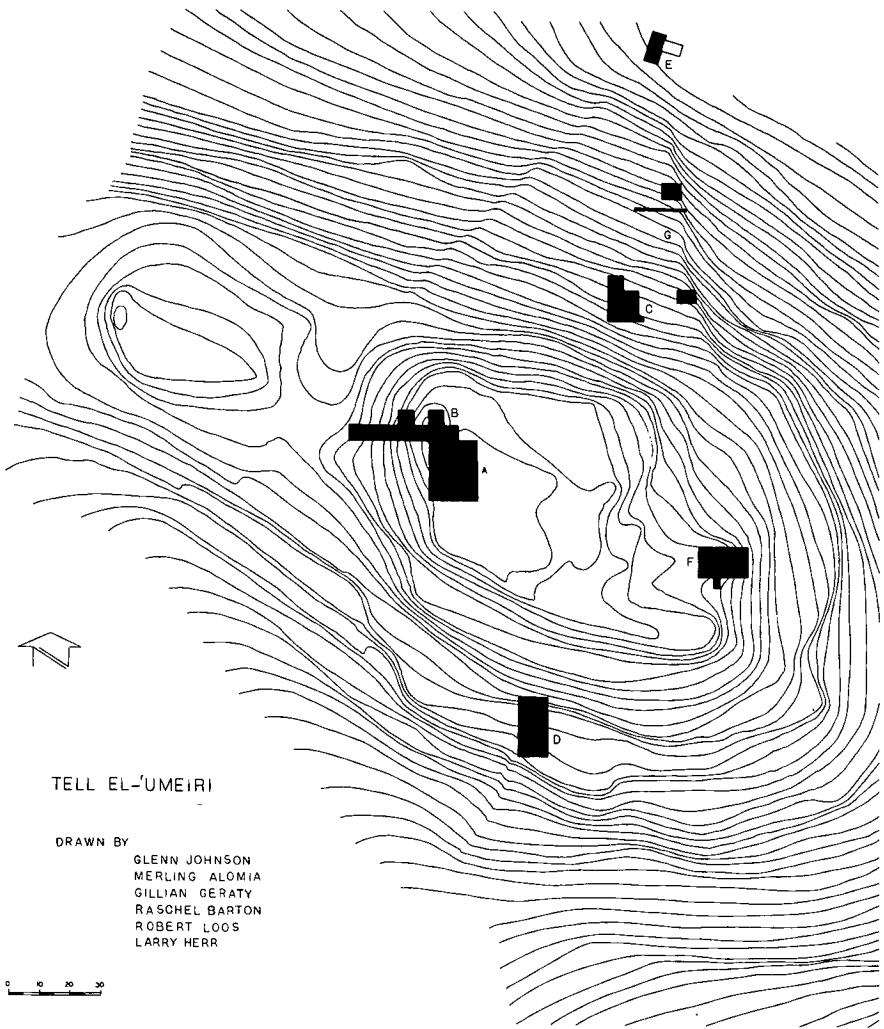 E
G
C
B
A
F
D
N
TELL EL-'UMEIRI
DRAWN BY
GLENN JOHNSON
MERLING ALOMIA
GILLIAN GERATY
RASCHEL BARTON
ROBERT LOOS
LARRY HERR
0 10 20 30